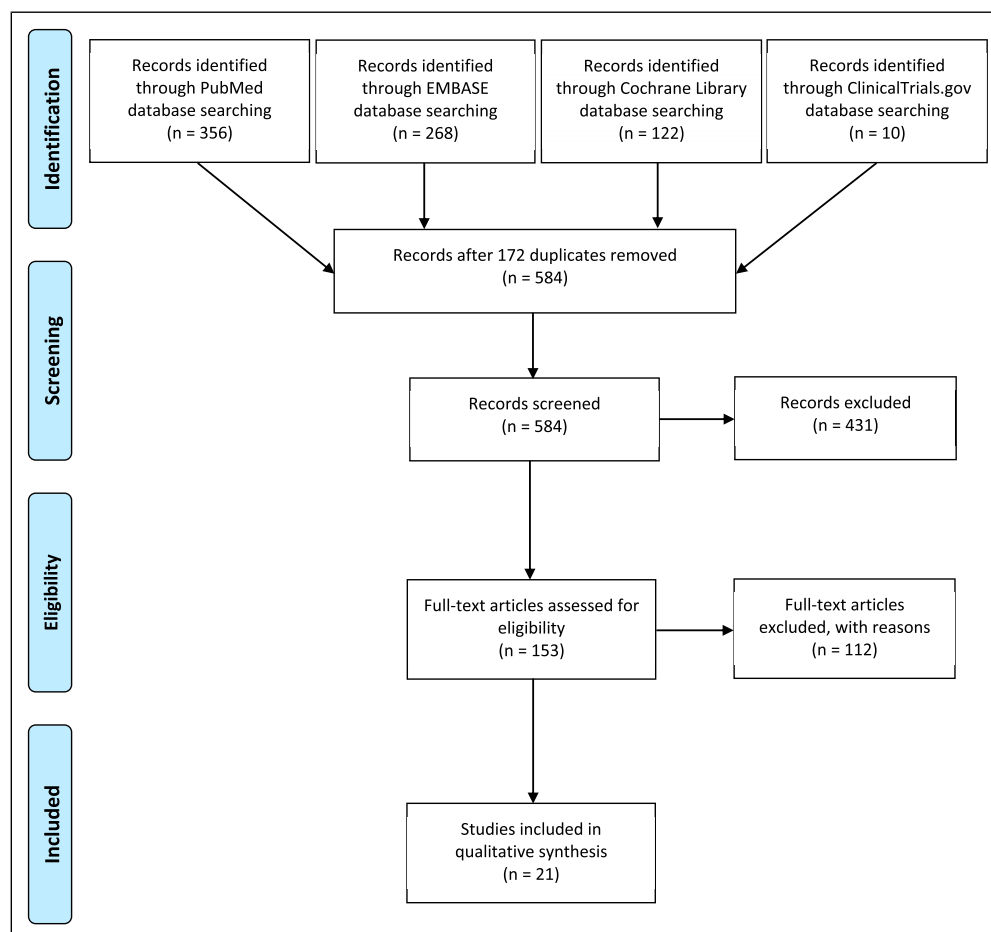 Identification
Records identified
through PubMed
database searching
(n = 356)
Records identified
through EMBASE
database searching
(n = 268)
Records identified
through Cochrane Library
database searching
(n = 122)
Records identified
through ClinicalTrials.gov
database searching
(n = 10)
Records after 172 duplicates removed
(n = 584)
Screening
Records screened
(n = 584)
Records excluded
(n = 431)
Eligibility
Full-text articles assessed for
eligibility
(n = 153)
Full-text articles
excluded, with reasons
(n = 112)
Included
Studies included in
qualitative synthesis
(n = 21)